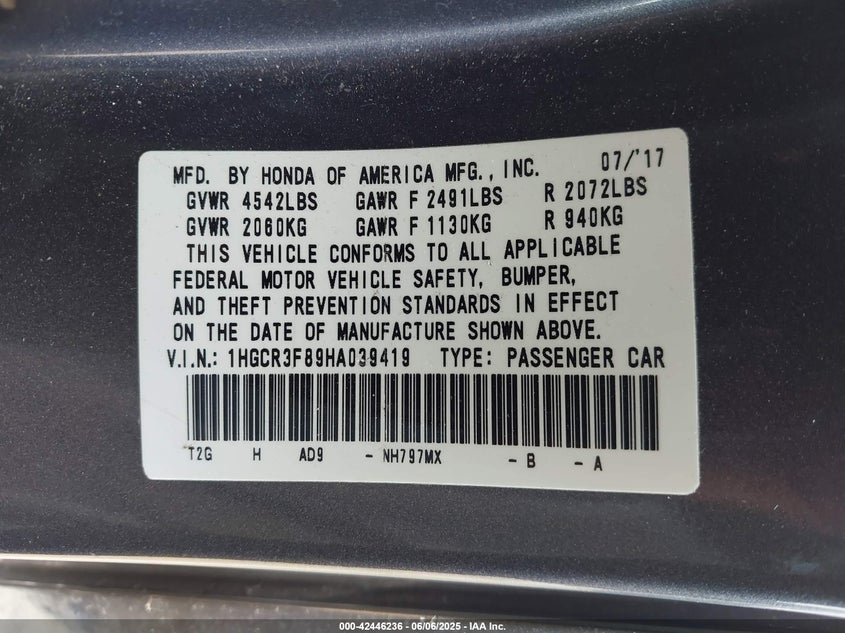 MFD. BY HONDA OF AMERICA MFG., INC. 07/'17
GVWR 4542LBS GAWR F 2491LBS R 2072LBS
GVWR 2060KG GAWR F 1130KG R 940KG
THIS VEHICLE CONFORMS TO ALL APPLICABLE
FEDERAL MOTOR VEHICLE SAFETY, BUMPER,
AND THEFT PREVENTION STANDARDS IN EFFECT
ON THE DATE OF MANUFACTURE SHOWN ABOVE.
V.I.N.: 1HGCR3F89HA039419 TYPE: PASSENGER CAR
T2G H AD9 - NH797MX - B - A
000-42446236 - 06/06/2025 - IAA Inc.